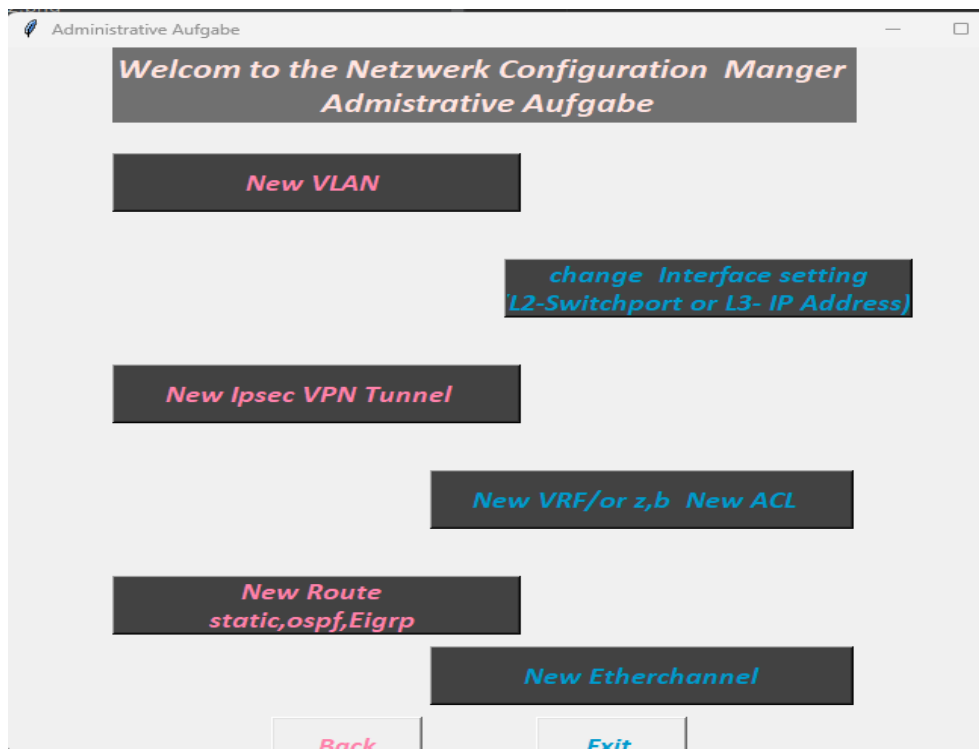 Administrative Aufgabe
Welcom to the Netzwerk Configuration Manger
Admistrative Aufgabe
New VLAN
change Interface setting
(L2-Switchport or L3- IP Address)
New Ipsec VPN Tunnel
New VRF/or z,b New ACL
New Route
static,ospf,Eigrp
New Etherchannel
Back
Exit